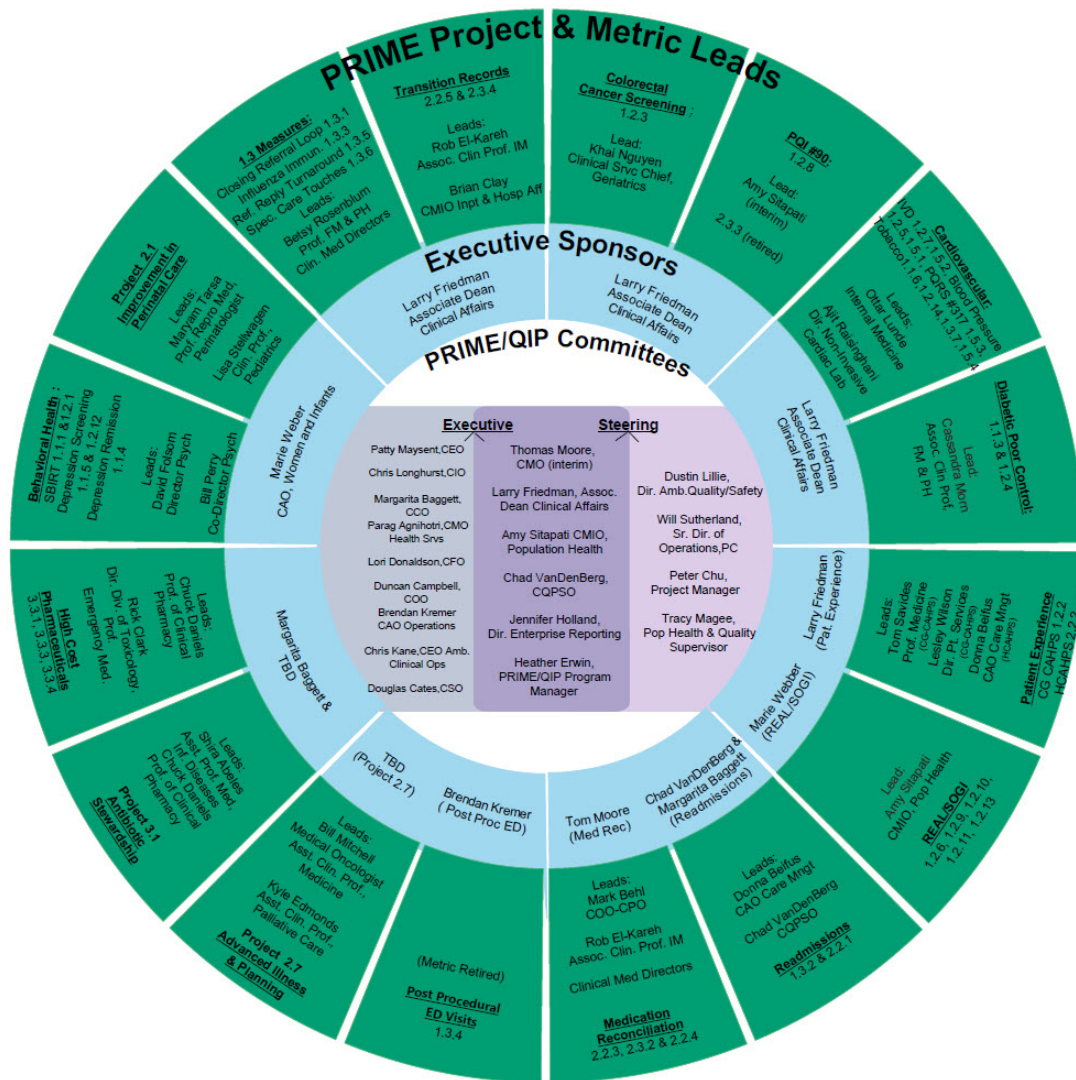 PRIME Project & Metric Leads
Transition Records
2.2.5 & 2.3.4
Leads:
Rob El-Kareh
Assoc. Clin Prof. IM
Brian Clay
CMIO Inpt & Hosp Aff
Colorectal
Cancer Screening ;
1.2.3
Lead:
Khai Nguyen
Clinical Srvc Chief,
Geriatrics
PQI #90:
1.2.8
Lead:
Amy Sitapati
(interim)
2.3.3 (retired)
Cardiovascular:
IVD 1.2.7,1.5.2, Blood Pressure
1.2.5,1.5.1 PQRS #317 1.5.3,
Tobacco1.1.6,1.2.14,1.3.7,1.5.4
Leads:
Otar Lunde
Internal Medicine
Ajit Raisinghani
Dir. Non-Invasive
Cardiac Lab
Diabetic Poor Control:
1.1.3 & 1.2.4
Lead:
Cassandra Morn
Assoc. Clin Prof,
FM & PH
Patient Experience
CG CAHPS 1.2.2
HCAHPS 2.2.2
Leads:
Tom Savides
Prof. Medicine
(CG-CAHPS)
Lesley Wilson
Dir. Pt. Services
(CG-CAHPS)
Donna Beifus
CAO Care Mngt
(HCAHPS)
Lead:
Amy Sitapati
CMIO, Pop Health
REAL/SOGI
1.2.6, 1.2.9, 1.2.10,
1.2.11, 1.2.13
Leads:
Donna Beifus
CAO Care Mngt
Chad VanDenBerg
CQPSO
Readmissions
1.3.2 & 2.2.1
Leads:
Mark Behl
COO-CPO
Rob El-Kareh
Assoc. Clin. Prof. IM
Clinical Med Directors
Medication
Reconciliation
2.2.3, 2.3.2 & 2.2.4
(Metric Retired)
Post Procedural
ED Visits
1.3.4
Leads:
Bill Mitchell
Medical Oncologist
Asst. Clin. Prof.,
Medicine
Kyle Edmonds
Asst. Clin. Prof.,
Palliative Care
Project 2.7
Advanced Illness
& Planning
Leads:
Shira Abeles
Asst. Prof. Med,
Inf. Diseases
Chuck Daniels
Prof. of Clinical
Pharmacy
Project 3.1
Antibiotic
Stewardship
Leads:
Chuck Daniels
Prof. of Clinical
Pharmacy
Rick Clark
Dir. Div. of Toxicology,
Prof.
Emergency Med.
High Cost
Pharmaceuticals
3.3.1, 3.3.3, 3.3.4
Behavioral Health :
SBIRT 1.1.1 &1.2.1
Depression Screening
1.1.5 & 1.2.12
Depression Remission
1.1.4
Leads:
David Folsom
Director Psych
Bill Perry
Co-Director Psych
Project 2.1
Improvement in
Perinatal Care
Leads:
Maryam Tarsa
Prof. Repro Med,
Perinatologist
Lisa Stellwagen
Clin. Prof.,
Pediatrics
1.3 Measures:
Closing Referral Loop 1.3.1
Influenza Immun. 1.3.3
Ref. Reply Turnaround 1.3.5
Spec. Care Touches 1.3.6
Leads:
Betsy Rosenblum
Prof. FM & PH
Clin. Med Directors
Executive Sponsors
Larry Friedman
Associate Dean
Clinical Affairs
Larry Friedman
Associate Dean
Clinical Affairs
Larry Friedman
Associate Dean
Clinical Affairs
Larry Friedman
(Pat. Experience)
Marie Webber
(REAL/SOGI)
Chad VanDenBerg &
Margarita Baggett
(Readmissions)
Tom Moore
(Med Rec)
Brendan Kremer
( Post Proc ED)
TBD
(Project 2.7)
Margarita Baggett &
TBD
Marie Weber
CAO, Women and Infants
PRIME/QIP Committees
Executive
Steering
Patty Maysent,CEO
Chris Longhurst,CIO
Margarita Baggett,
CCO
Parag Agnihotri,CMO
Health Srvs
Lori Donaldson,CFO
Duncan Campbell,
COO
Brendan Kremer
CAO Operations
Chris Kane,CEO Amb.
Clinical Ops
Douglas Cates,CSO
Thomas Moore,
CMO (interim)
Larry Friedman, Assoc.
Dean Clinical Affairs
Amy Sitapati CMIO,
Population Health
Chad VanDenBerg,
CQPSO
Jennifer Holland,
Dir. Enterprise Reporting
Heather Erwin,
PRIME/QIP Program
Manager
Dustin Lillie,
Dir. Amb.Quality/Safety
Will Sutherland,
Sr. Dir. of
Operations,PC
Peter Chu,
Project Manager
Tracy Magee,
Pop Health & Quality
Supervisor